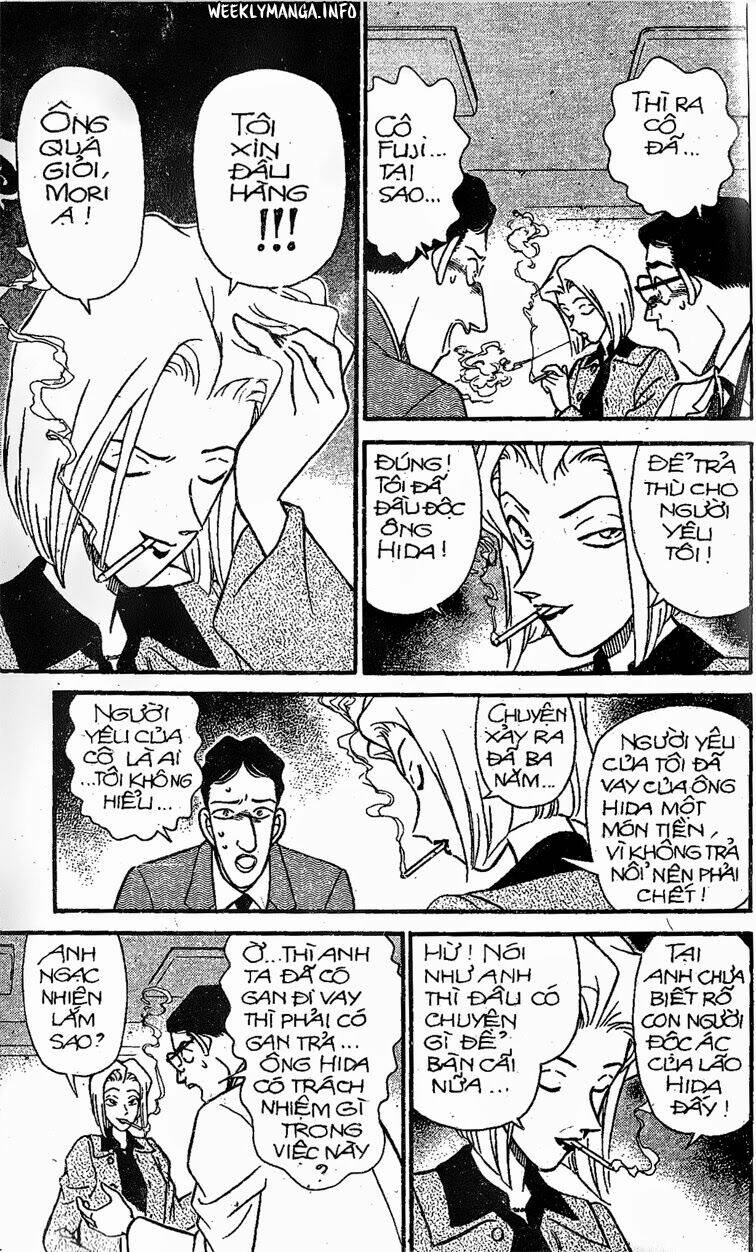 WEEKLYMANGA.INFO
ÔNG
QUÁ
GIỎI,
MORI
Ạ!
TÔI
XIN
ĐẦU
HÀNG
!!!
CÔ
FUJI...
TẠI
SAO...
THÌ RA
CÔ
ĐÃ...
ĐÚNG!
TÔI ĐÃ
ĐẦU ĐỘC
ÔNG
HIDA!
ĐỂ TRẢ
THÙ CHO
NGƯỜI
YÊU
TÔI!
NGƯỜI
YÊU CỦA
CÔ LÀ AI
...TÔI KHÔNG
HIỂU...
CHUYỆN
XẢY RA
ĐÃ BA
NĂM...
NGƯỜI YÊU
CỦA TÔI ĐÃ
VAY CỦA ÔNG
HIDA MỘT
MÓN TIỀN,
VÌ KHÔNG TRẢ
NỔI NÊN PHẢI
CHẾT!
ANH
NGẠC
NHIÊN
LẮM
SAO?
Ờ...THÌ ANH
TA ĐÃ CÓ
GAN ĐI VAY
THÌ PHẢI CÓ
GAN TRẢ...
ÔNG HIDA
CÓ TRÁCH
NHIỆM GÌ
TRONG
VIỆC NÀY
?
HỪ! NÓI
NHƯ ANH
THÌ ĐÂU CÓ
CHUYỆN
GÌ ĐỂ
BÀN CÃI
NỮA...
TẠI
ANH CHƯA
BIẾT RÕ
CON NGƯỜI
ĐỘC ÁC
CỦA LÃO
HIDA
ĐẤY!